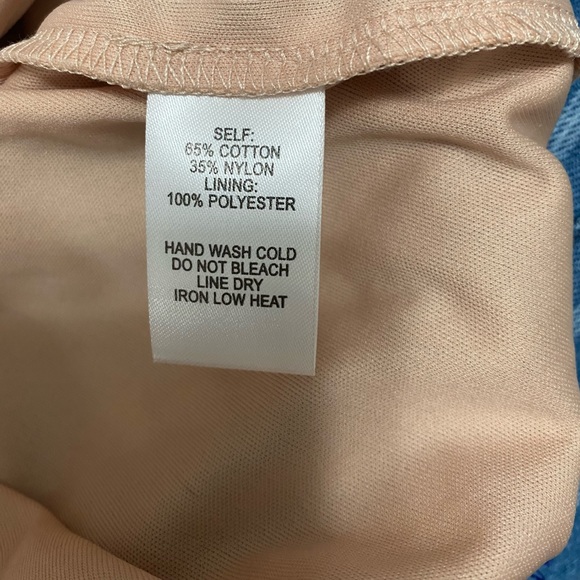 SELF:
65% COTTON
35% NYLON
LINING:
100% POLYESTER
HAND WASH COLD
DO NOT BLEACH
LINE DRY
IRON LOW HEAT